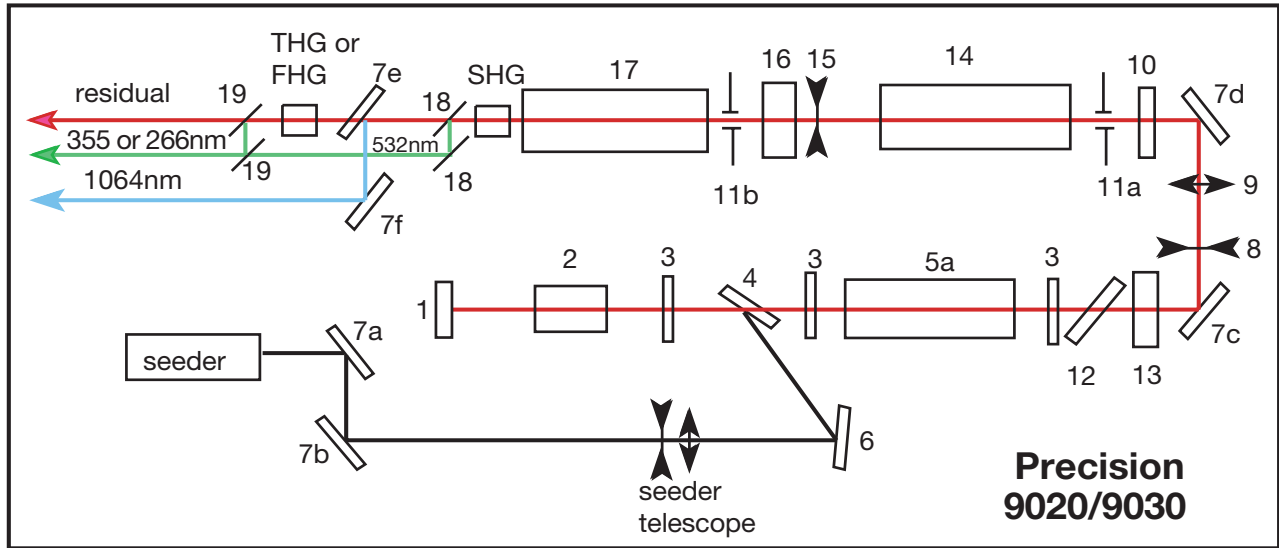 THG or
FHG
7e
SHG
17
16
15
14
10
7d
residual
19
18
355 or 266nm
532nm
19
18
11b
11a
9
1064nm
7f
8
2
3
4
3
5a
3
1
7a
seeder
7c
12
13
7b
6
seeder
telescope
Precision
9020/9030